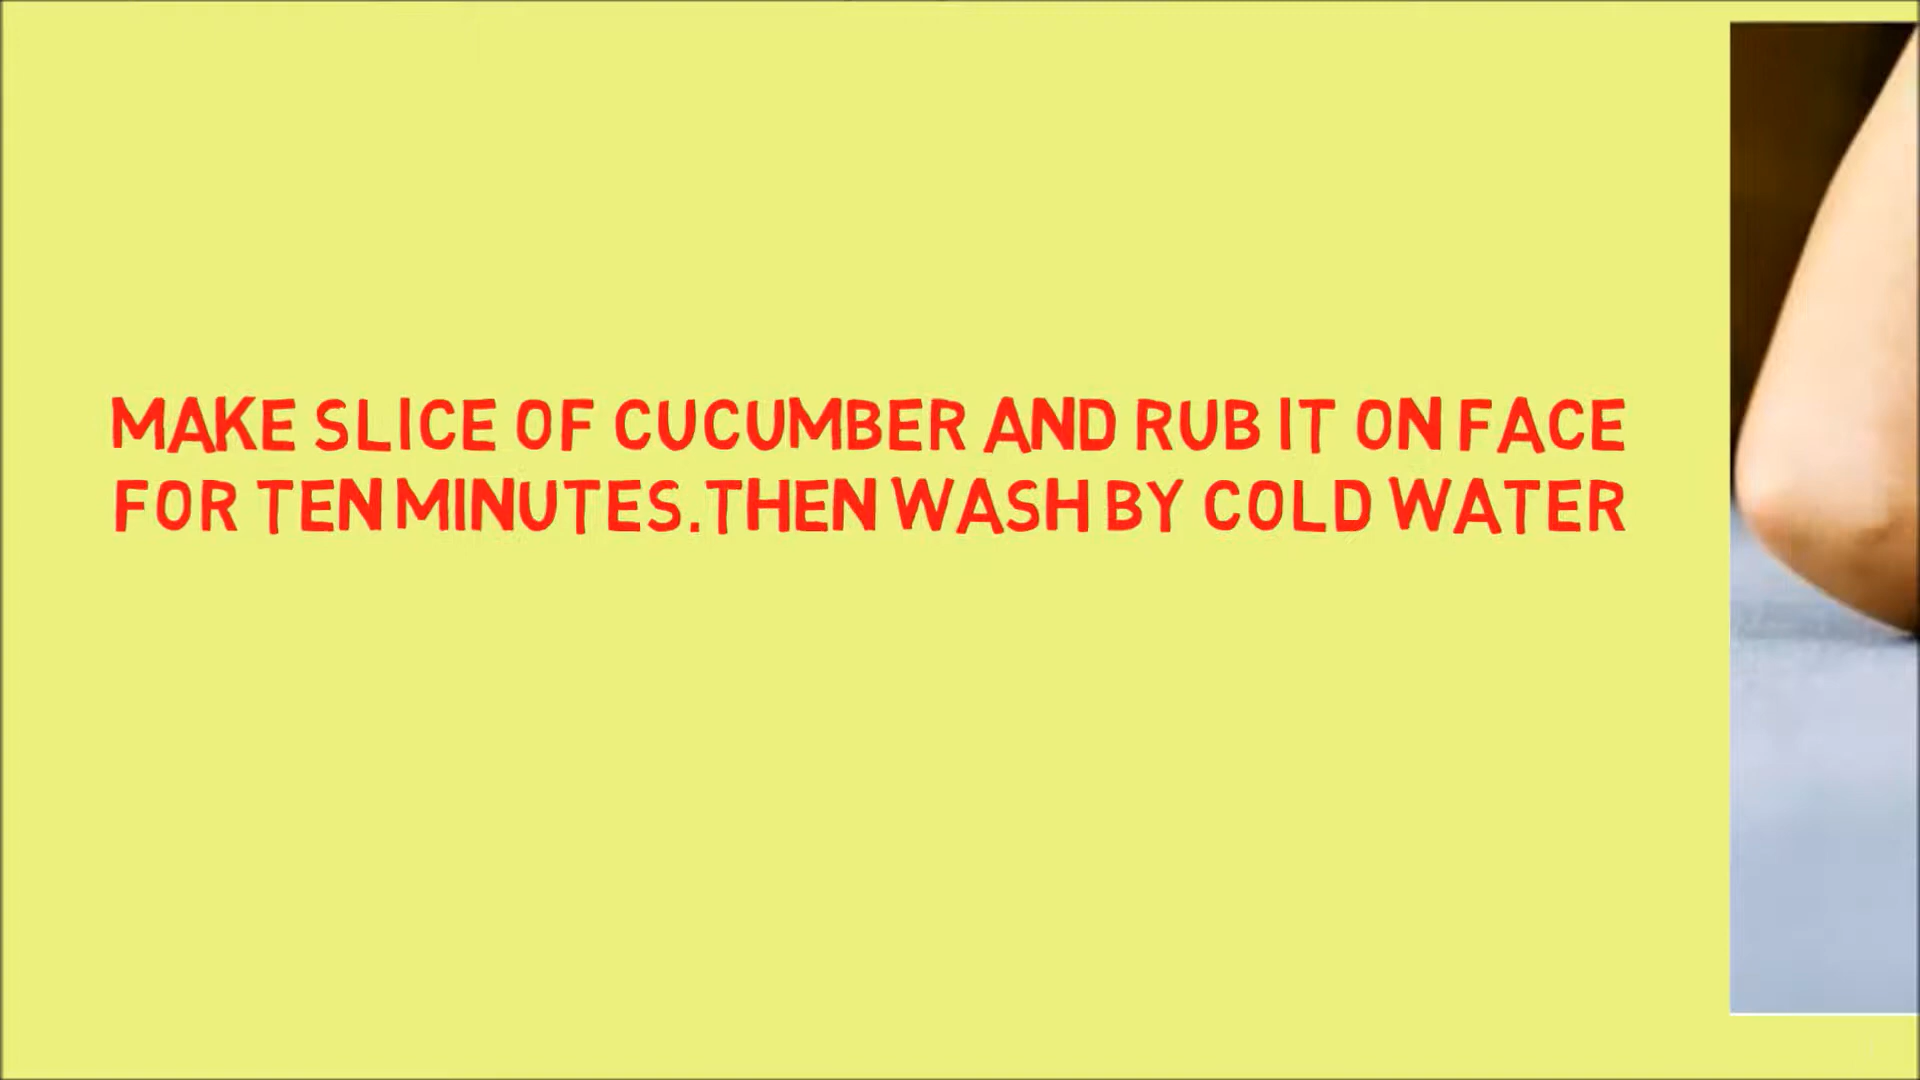 MAKE SLICE OF CUCUMBER AND RUB IT ON FACE
FOR TEN MINUTES.THEN WASH BY COLD WATER